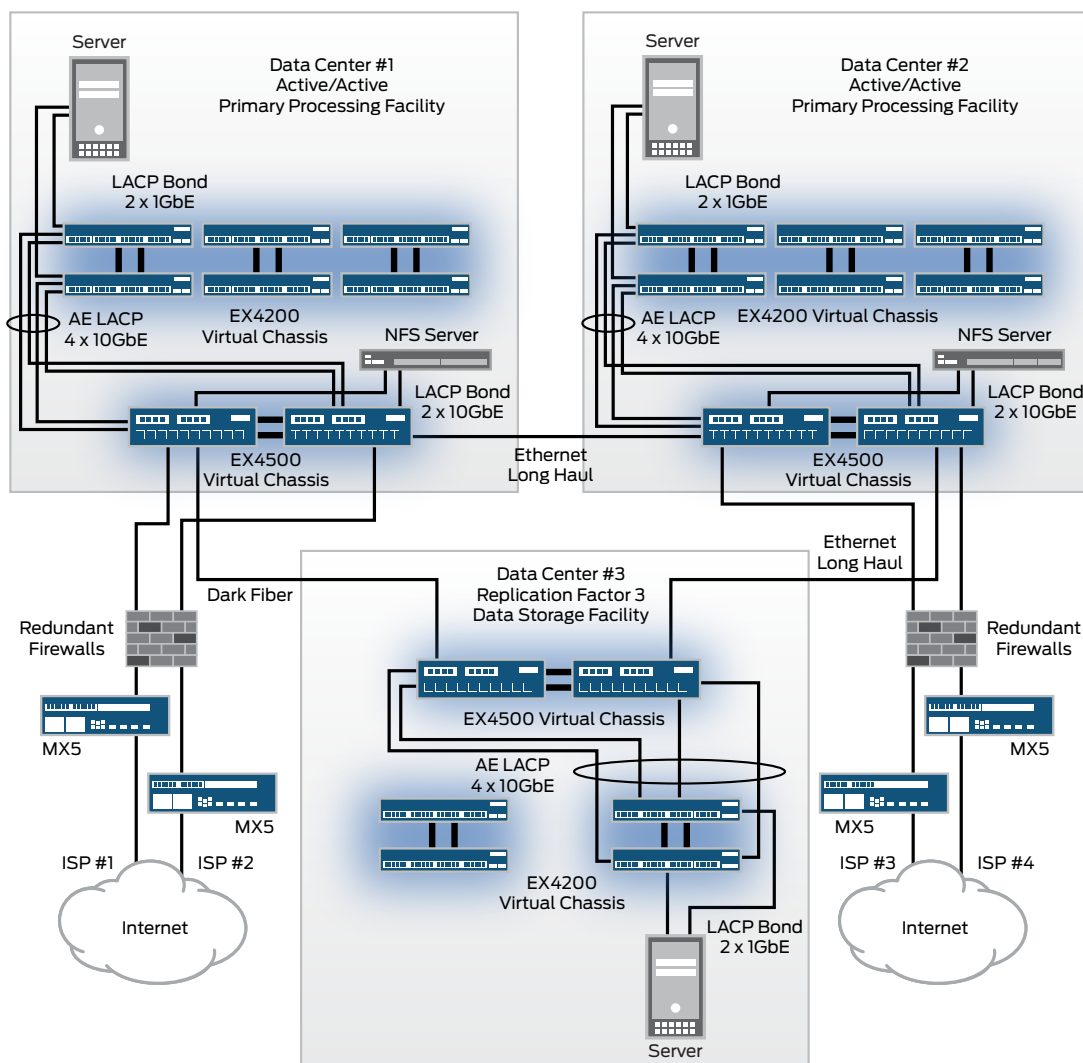 Server
Data Center #1
Active/Active
Primary Processing Facility
LACP Bond
2 x 1GbE
AE LACP
4 x 10GbE
EX4200
Virtual Chassis
NFS Server
LACP Bond
2 x 10GbE
EX4500
Virtual Chassis
Server
Data Center #2
Active/Active
Primary Processing Facility
LACP Bond
2 x 1GbE
AE LACP
4 x 10GbE
EX4200 Virtual Chassis
NFS Server
LACP Bond
2 x 10GbE
EX4500
Virtual Chassis
Ethernet
Long Haul
Ethernet
Long Haul
Dark Fiber
Data Center #3
Replication Factor 3
Data Storage Facility
EX4500 Virtual Chassis
AE LACP
4 x 10GbE
EX4200
Virtual Chassis
LACP Bond
2 x 1GbE
Server
Redundant
Firewalls
MX5
MX5
ISP #1
ISP #2
Internet
Redundant
Firewalls
MX5
MX5
ISP #3
ISP #4
Internet